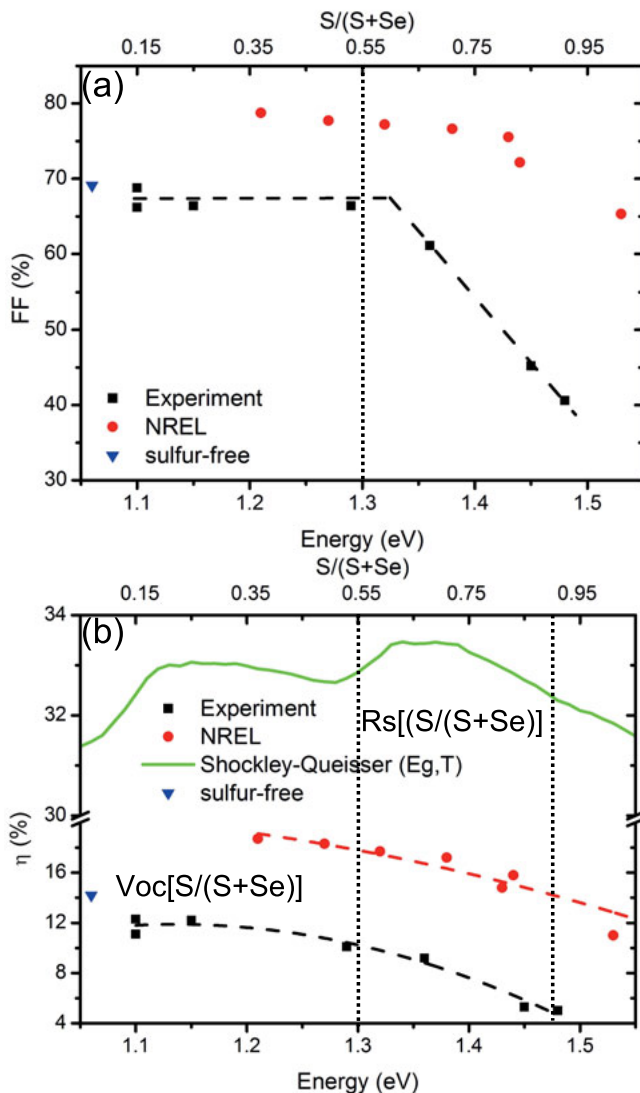 S/(S+Se)
0.15 0.35 0.55 0.75 0.95
(a)
80
70
60
50
40
30
FF (%)
Experiment
NREL
sulfur-free
1.1 1.2 1.3 1.4 1.5
Energy (eV)
S/(S+Se)
0.15 0.35 0.55 0.75 0.95
(b)
34
32
30
16
12
8
4
η (%)
Experiment
NREL
Shockley-Queisser (Eg,T)
sulfur-free
Rs[(S/(S+Se)]
Voc[S/(S+Se)]
1.1 1.2 1.3 1.4 1.5
Energy (eV)